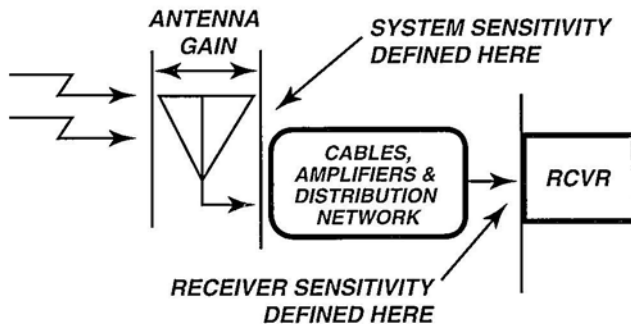 ANTENNA
GAIN
SYSTEM SENSITIVITY
DEFINED HERE
CABLES,
AMPLIFIERS &
DISTRIBUTION
NETWORK
RCVR
RECEIVER SENSITIVITY
DEFINED HERE